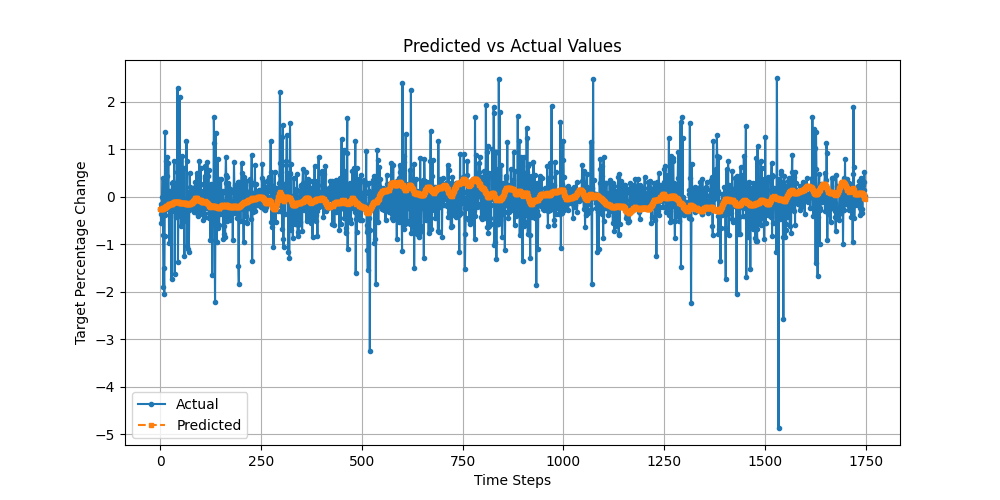 Predicted vs Actual Values
Target Percentage Change
2
1
0
−1
−2
−3
−4
−5
Actual
Predicted
0 250 500 750 1000 1250 1500 1750
Time Steps